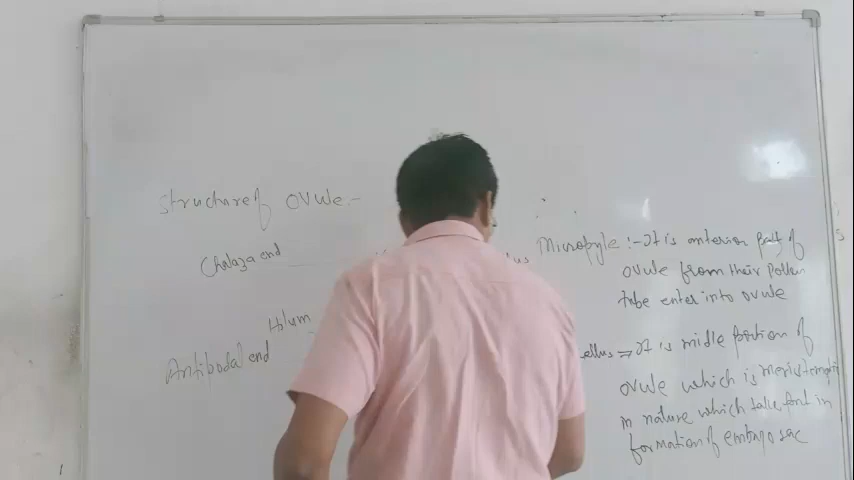 structure of ovule:-
Chalaza end
Hilum
Antipodal end
Micropyle :- It is anterior part of
ovule from their pollen
tube enter into ovule
ellus => It is midle portion of
ovule which is
in nature which take part in
formation of embryo sac